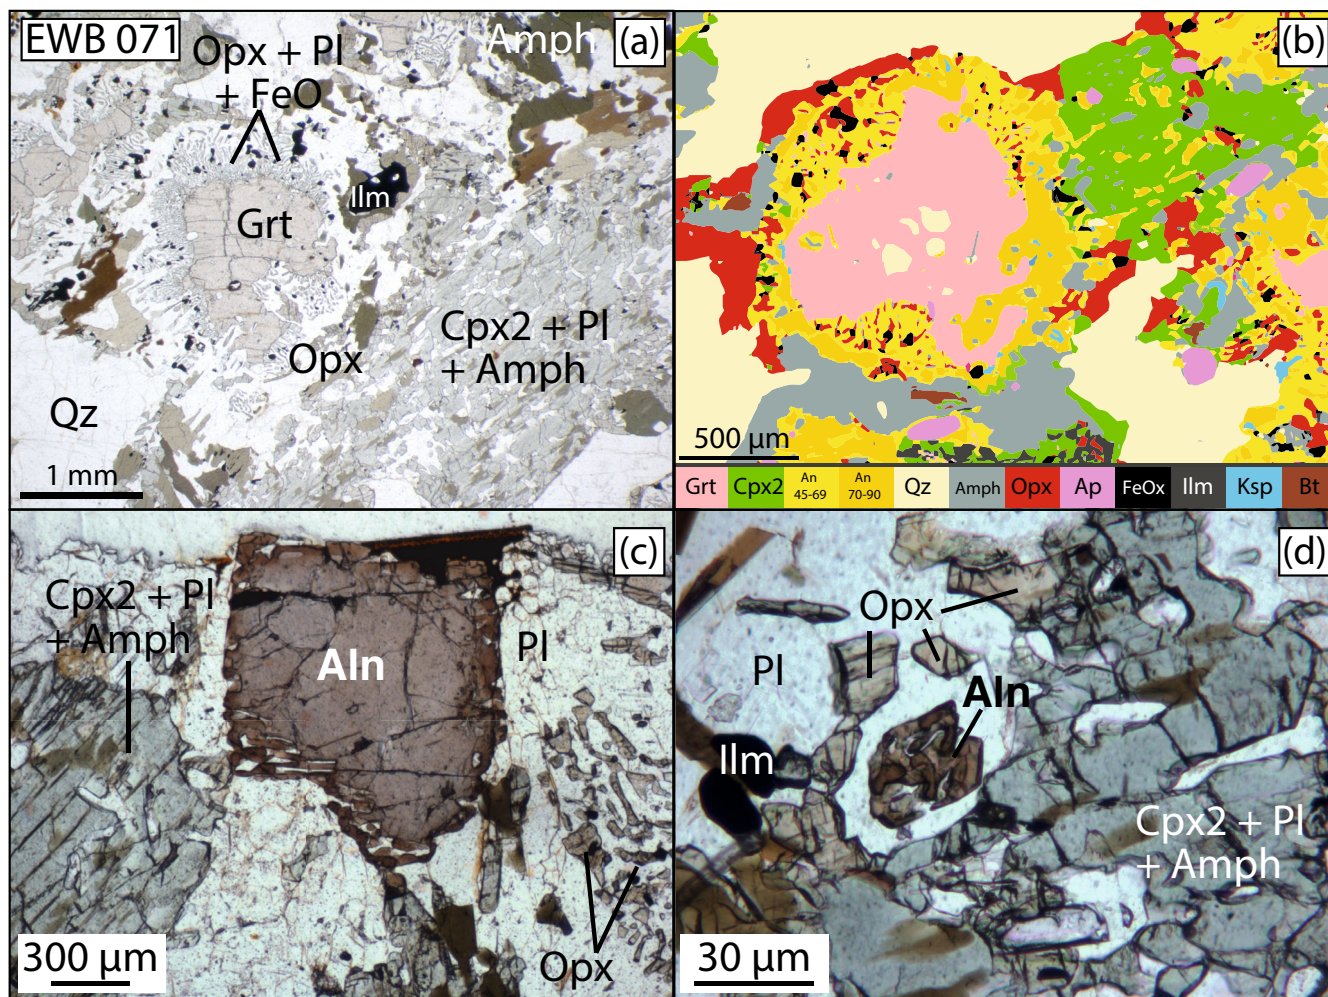 EWB 071
Opx + Pl
+ FeO
Amph
(a)
Ilm
Grt
Cpx2 + Pl
+ Amph
Opx
Qz
1 mm
(b)
500 µm
Grt
Cpx2
An
45-69
An
70-90
Qz
Amph
Opx
Ap
FeOx
Ilm
Ksp
Bt
(c)
Cpx2 + Pl
+ Amph
Aln
Pl
300 µm
Opx
(d)
Opx
Pl
Aln
Ilm
Cpx2 + Pl
+ Amph
30 µm